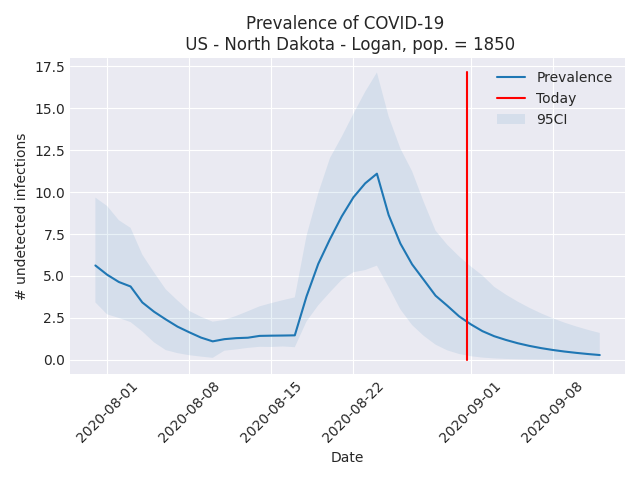 Prevalence of COVID-19
US - North Dakota - Logan, pop. = 1850
17.5
15.0
12.5
10.0
7.5
5.0
2.5
0.0
# undetected infections
Prevalence
Today
95CI
2020-08-01
2020-08-08
2020-08-15
2020-08-22
2020-09-01
2020-09-08
Date